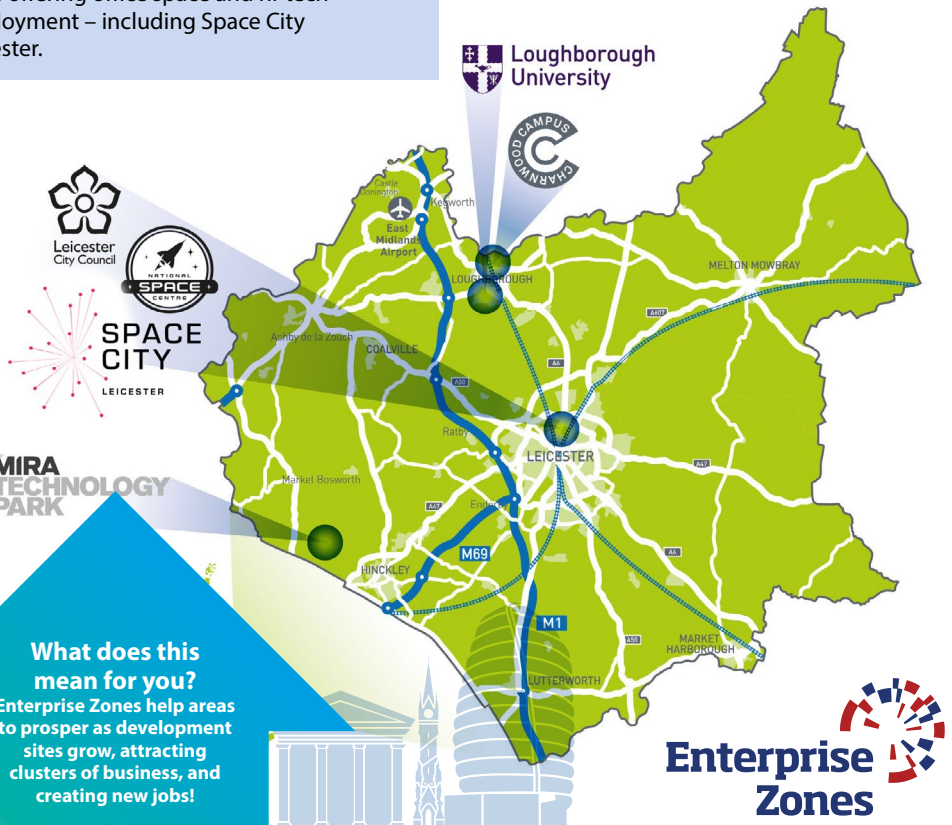 offering office space and hi-tech
loyment – including Space City
ester.
Loughborough
University
CHARNWOOD CAMPUS
C
Leicester
City Council
NATIONAL
SPACE
CENTRE
SPACE
CITY
LEICESTER
MIRA
TECHNOLOGY
PARK
Castle
Donington
Kegworth
East
Midlands
Airport
LOUGHBOROUGH
MELTON MOWBRAY
A607
Ashby de la Zouch
COALVILLE
A6
A50
Ratby
LEICESTER
A47
Market Bosworth
A47
Enderby
M69
A6
HINCKLEY
M1
A50
MARKET
HARBOROUGH
LUTTERWORTH
What does this
mean for you?
Enterprise Zones help areas
to prosper as development
sites grow, attracting
clusters of business, and
creating new jobs!
Enterprise
Zones